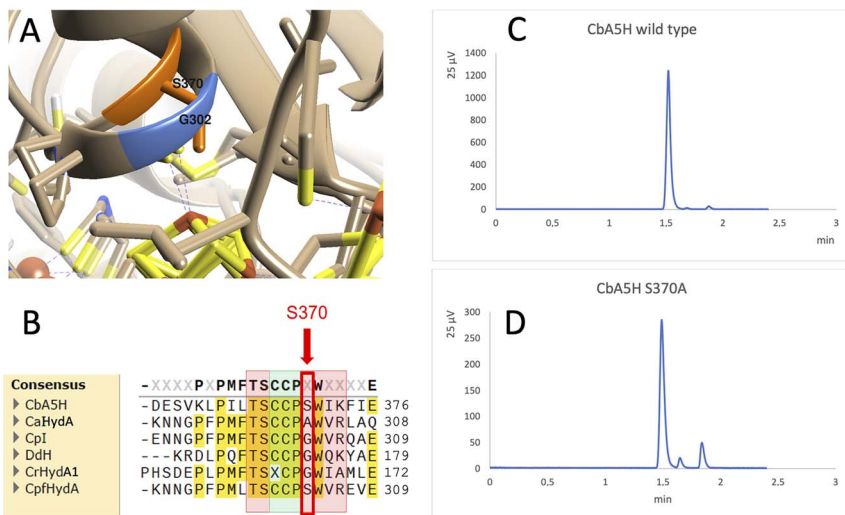 A
S370
G302
B
S370
Consensus
-XXXXPXPMFTSCCPXWXXXXE
CbA5H -DESVKLPILTSCCPSWIKFIE 376
CaHydA -KNNGPFPMFTSCCPAWVRLAQ 308
CpI -ENNGPFPMFTSCCPGWVRQAE 309
DdH ---KRDLPQFTSCCPGWQKYAE 179
CrHydA1 PHSDEPLPMFTSXCPGWIAMLE 172
CpfHydA -KNNGPFPMLTSCCPSWVREVE 309
C
CbA5H wild type
25 µV
1400
1200
1000
800
600
400
200
0
0 0,5 1 1,5 2 2,5 3
min
D
CbA5H S370A
25 µV
300
250
200
150
100
50
0
0 0,5 1 1,5 2 2,5 3
min